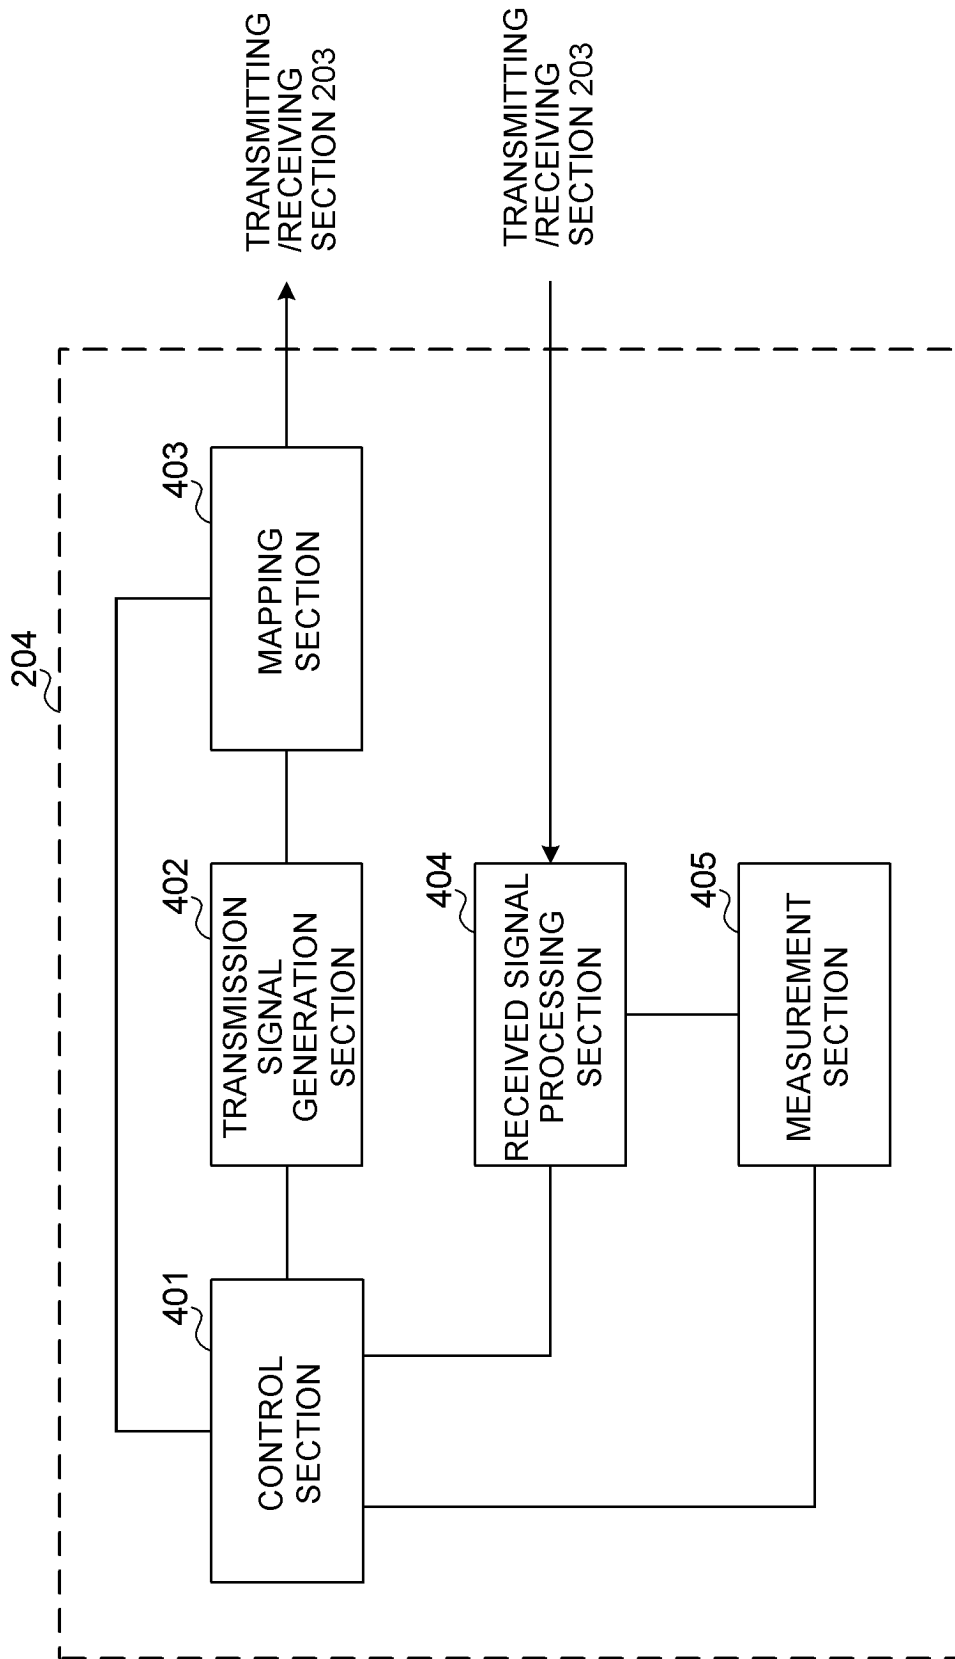 204
401
CONTROL
SECTION
402
TRANSMISSION
SIGNAL
GENERATION
SECTION
403
MAPPING
SECTION
TRANSMITTING
/RECEIVING
SECTION 203
404
RECEIVED SIGNAL
PROCESSING
SECTION
TRANSMITTING
/RECEIVING
SECTION 203
405
MEASUREMENT
SECTION